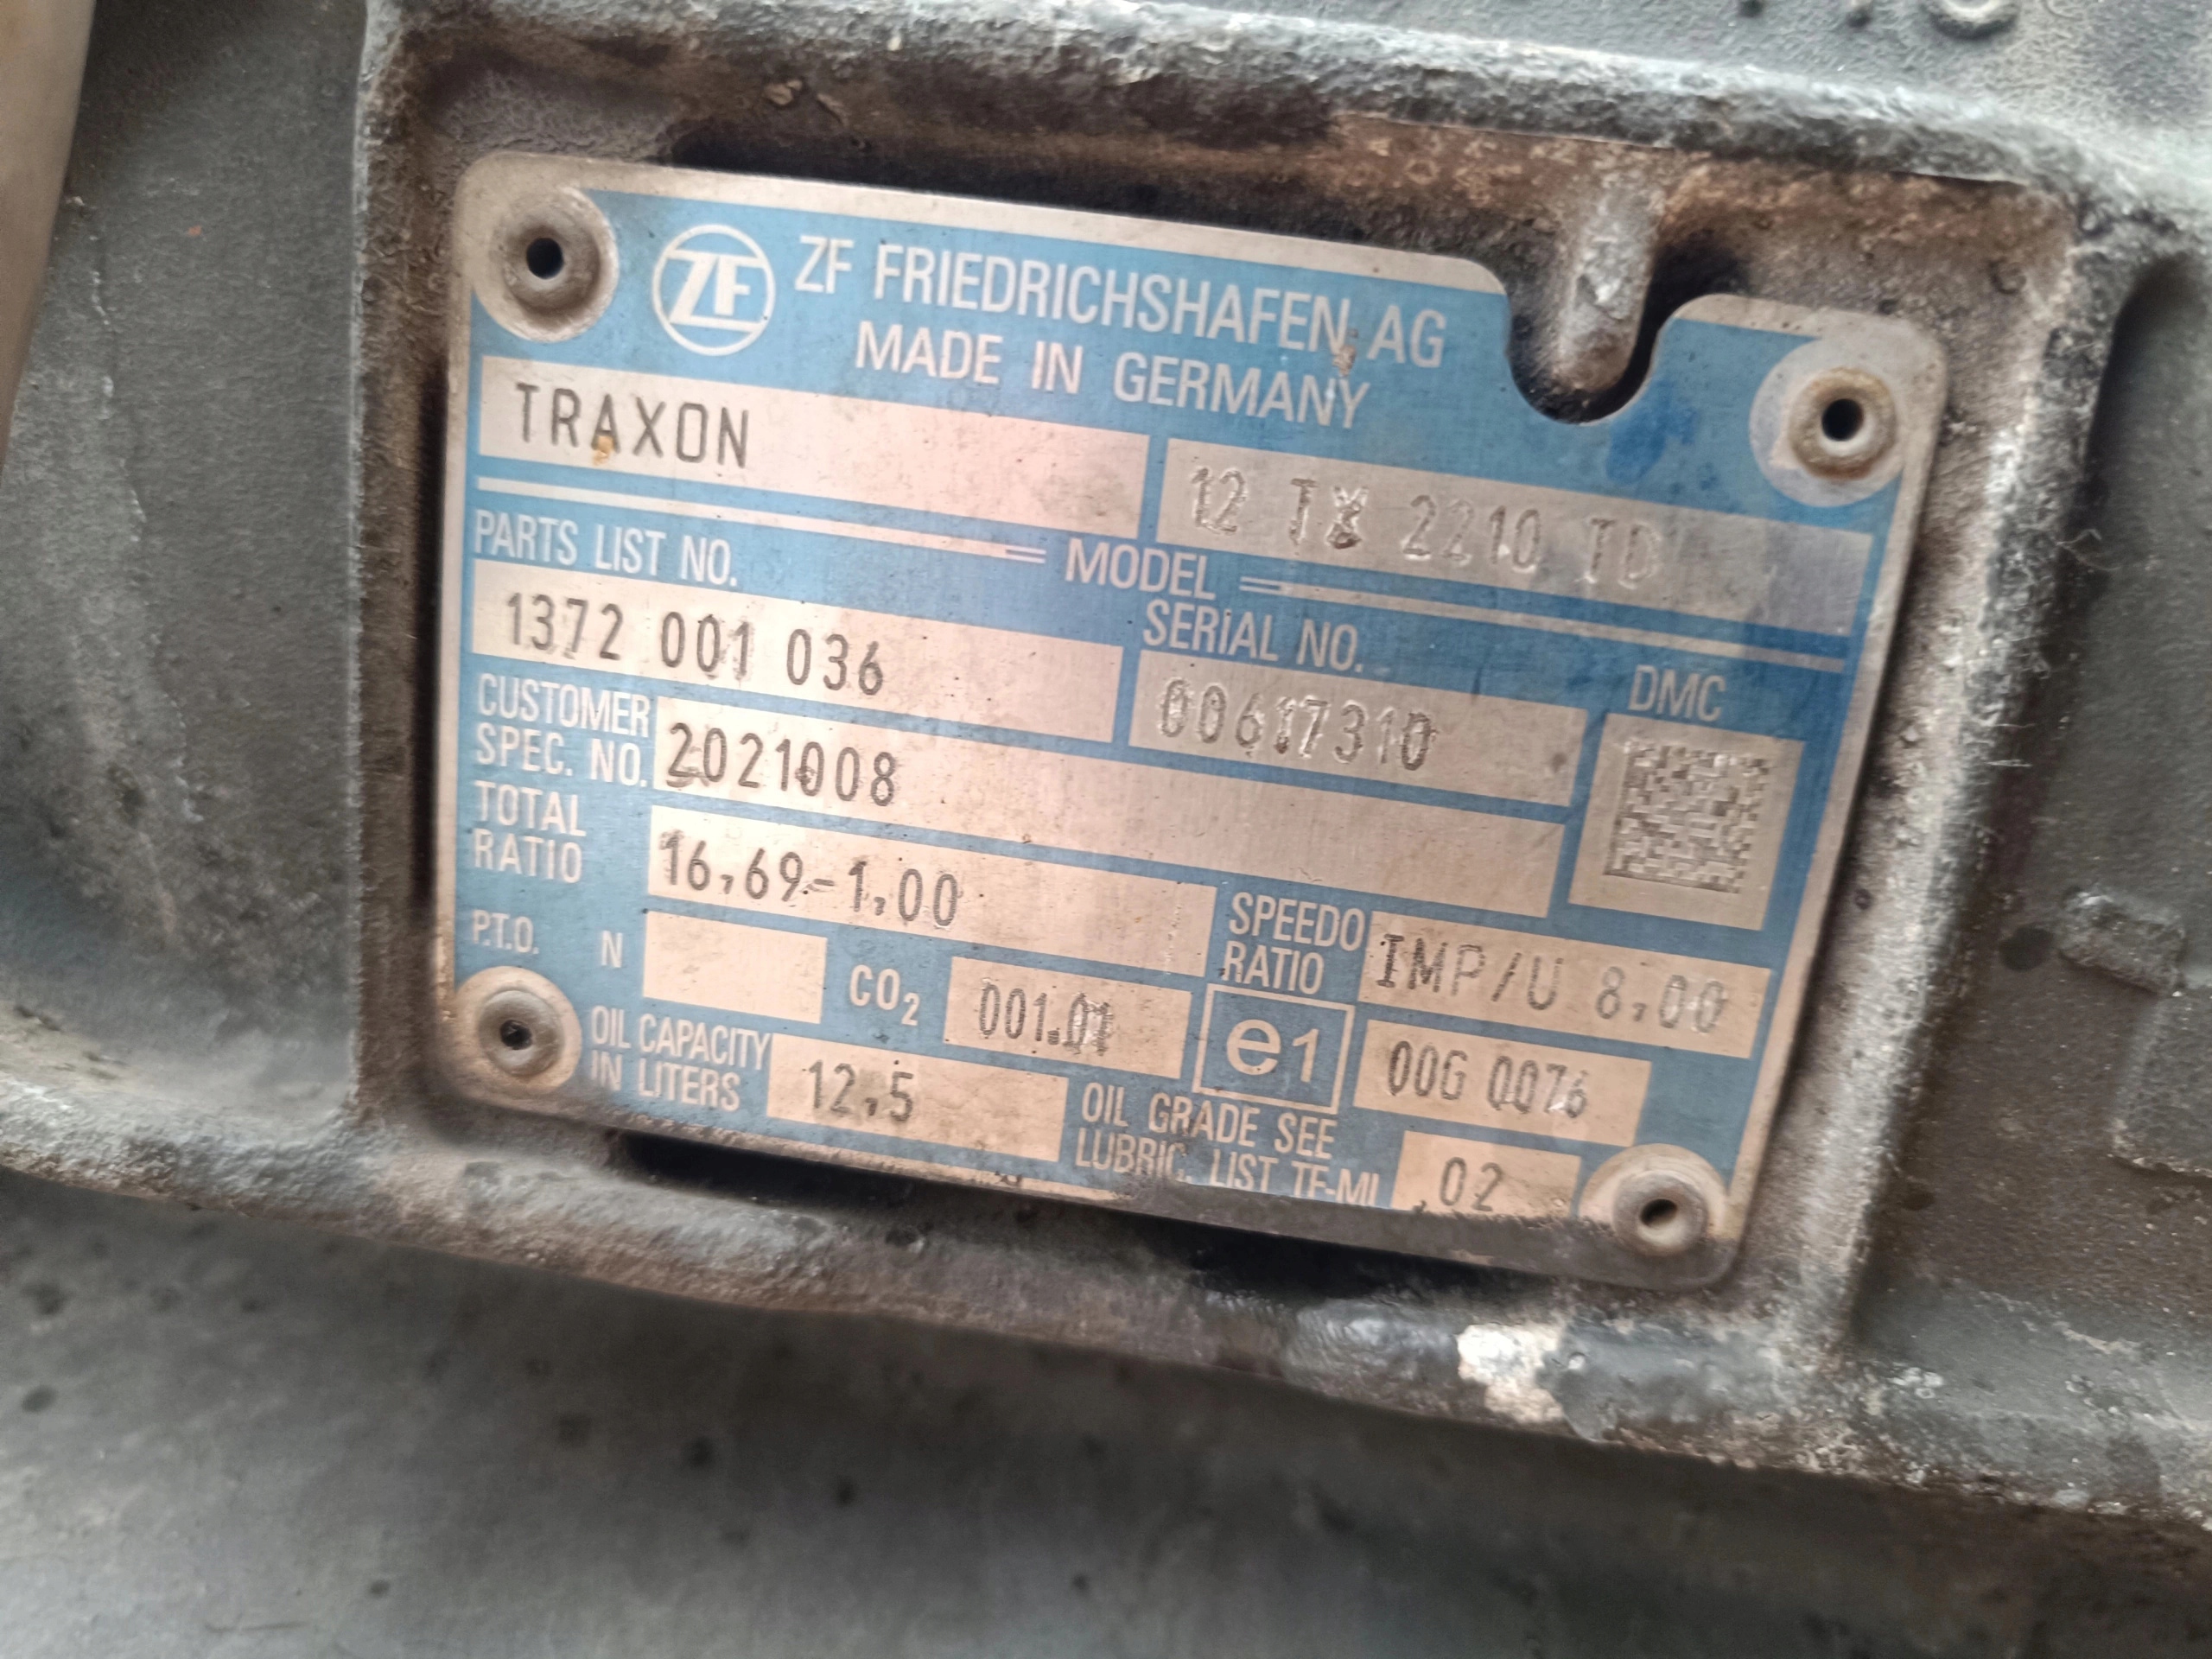 ZF ZF FRIEDRICHSHAFEN AG
MADE IN GERMANY
TRAXON
12 TX 2210 TD
PARTS LIST NO.
MODEL
1372 001 036
SERIAL NO.
00617310
DMC
CUSTOMER
SPEC. NO.
2021008
TOTAL
RATIO
16,69-1,00
SPEEDO
RATIO
IMP/U 8,00
P.T.O. N
CO2
001.01
e1
00G 0076
OIL CAPACITY
IN LITERS
12,5
OIL GRADE SEE
LUBRIC. LIST TE-ML
02